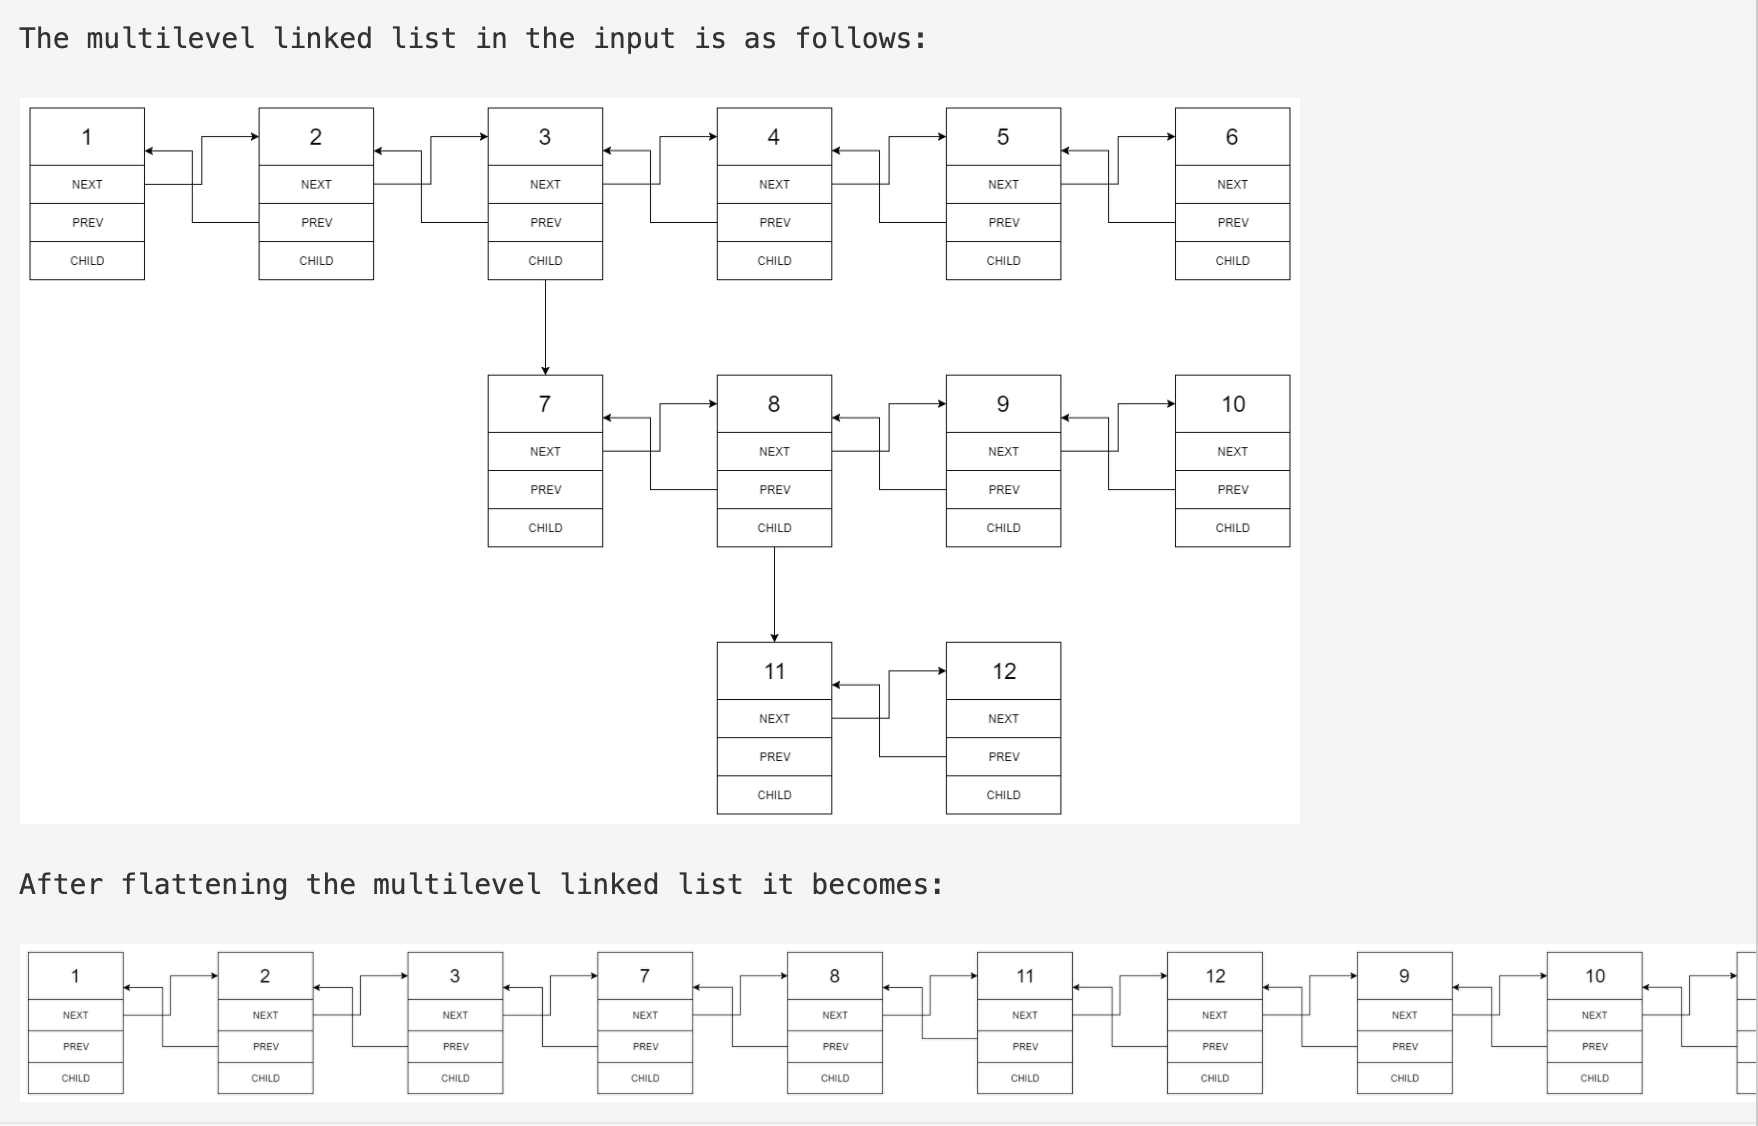 The multilevel linked list in the input is as follows:
1 2 3 4 5 6
NEXT NEXT NEXT NEXT NEXT NEXT
PREV PREV PREV PREV PREV PREV
CHILD CHILD CHILD CHILD CHILD CHILD
7 8 9 10
NEXT NEXT NEXT NEXT
PREV PREV PREV PREV
CHILD CHILD CHILD CHILD
11 12
NEXT NEXT
PREV PREV
CHILD CHILD
After flattening the multilevel linked list it becomes:
1 2 3 7 8 11 12 9 10
NEXT NEXT NEXT NEXT NEXT NEXT NEXT NEXT NEXT
PREV PREV PREV PREV PREV PREV PREV PREV PREV
CHILD CHILD CHILD CHILD CHILD CHILD CHILD CHILD CHILD